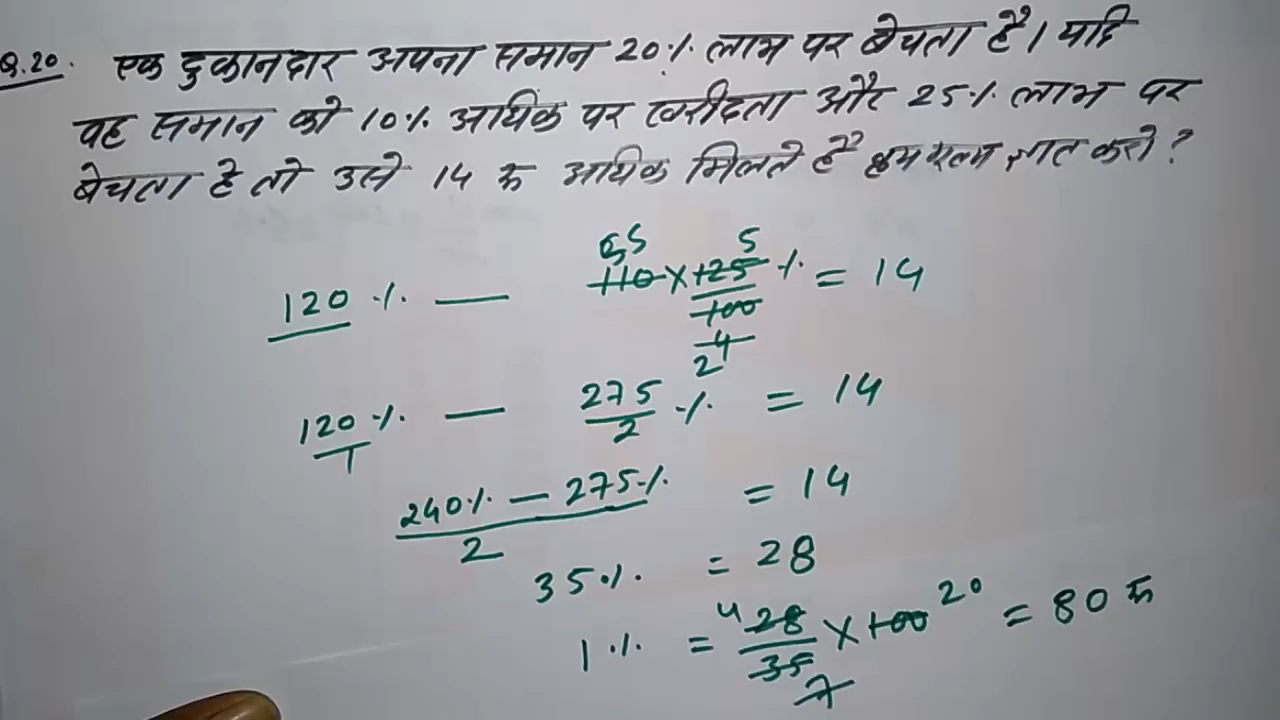 Q.20. एक दुकानदार अपना समान 20% लाभ पर बेचता है। यदि
वह समान को 10% अधिक पर खरीदता और 25% लाभ पर
बेचता है तो उसे 14 रू अधिक मिलते है क्रय मूल्य ज्ञात करो ?
55 5
120 % — 110 × 125 % = 14
100
4
2
120 % — 275 % = 14
1 2
240% — 275% = 14
2
35% = 28
1% = 4 28 × 100 20 = 80 रू
35
7